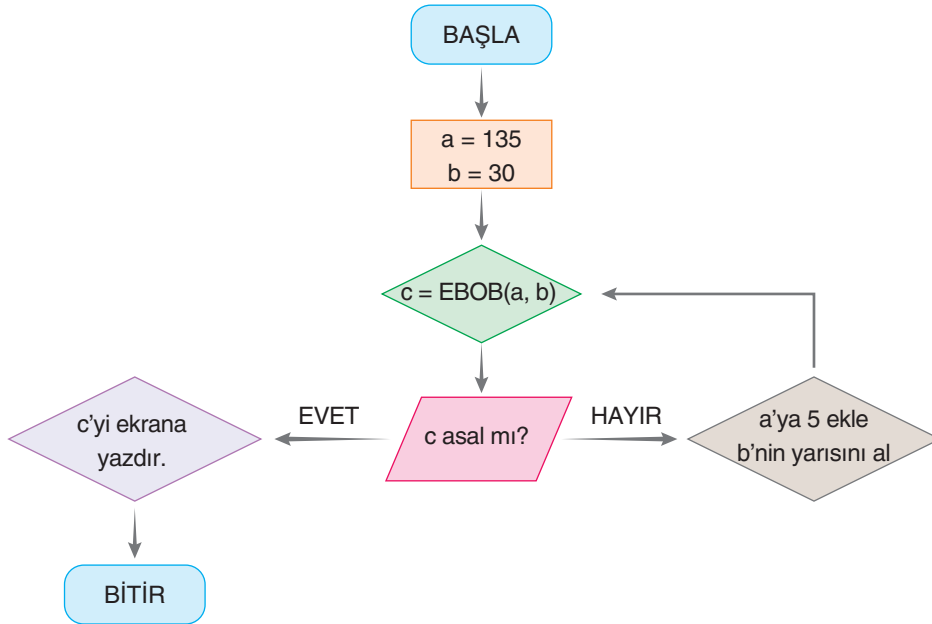 BAŞLA
a = 135
b = 30
c = EBOB(a, b)
c'yi ekrana
yazdır.
EVET
c asal mı?
HAYIR
a'ya 5 ekle
b'nin yarısını al
BİTİR